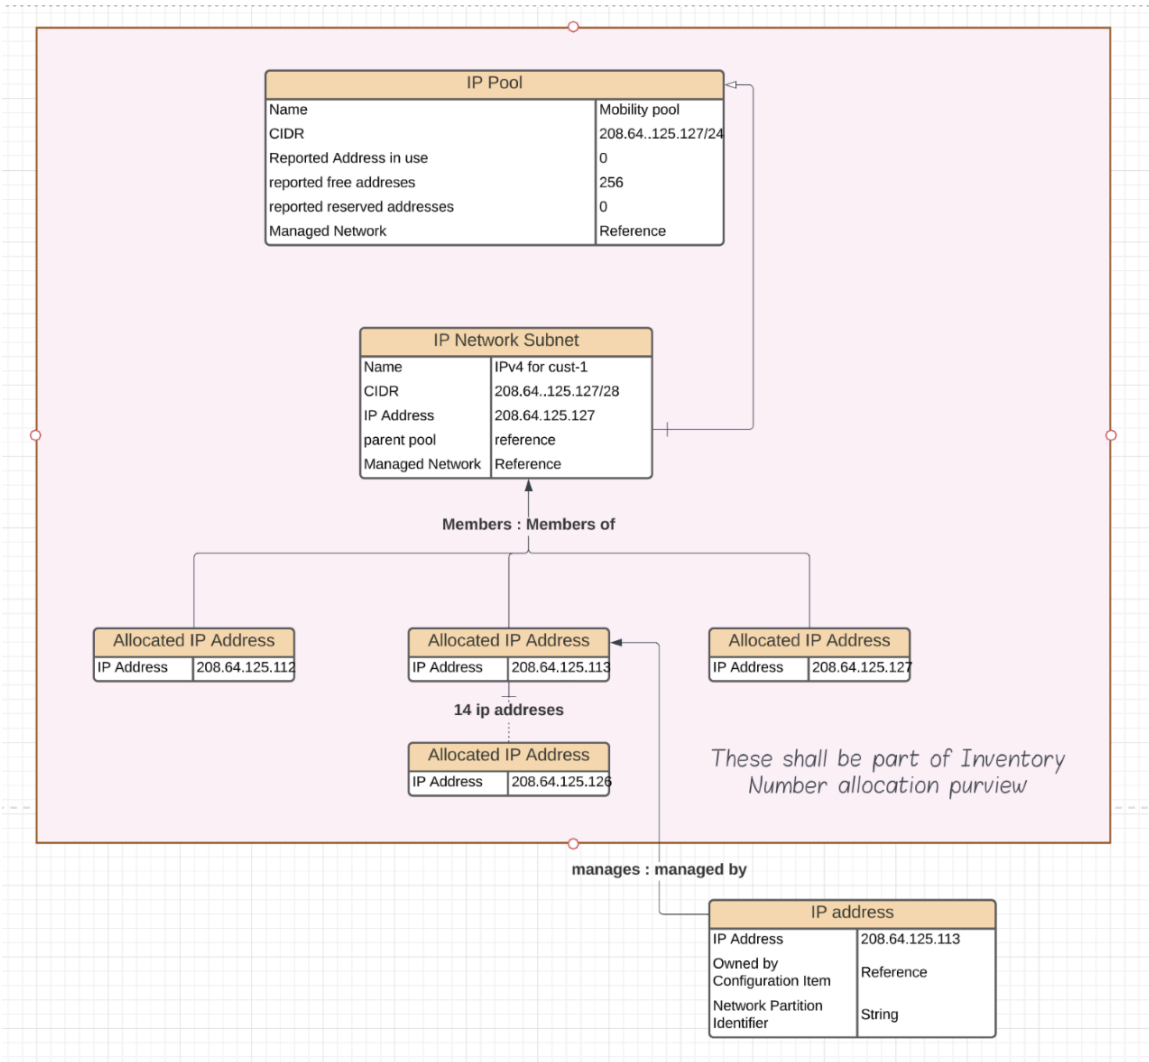 IP Pool
Name Mobility pool
CIDR 208.64..125.127/24
Reported Address in use 0
reported free addreses 256
reported reserved addresses 0
Managed Network Reference
IP Network Subnet
Name IPv4 for cust-1
CIDR 208.64..125.127/28
IP Address 208.64.125.127
parent pool reference
Managed Network Reference
Members : Members of
Allocated IP Address
IP Address 208.64.125.112
Allocated IP Address
IP Address 208.64.125.113
Allocated IP Address
IP Address 208.64.125.127
14 ip addreses
Allocated IP Address
IP Address 208.64.125.126
These shall be part of Inventory
Number allocation purview
manages : managed by
IP address
IP Address 208.64.125.113
Owned by
Configuration Item Reference
Network Partition
Identifier String